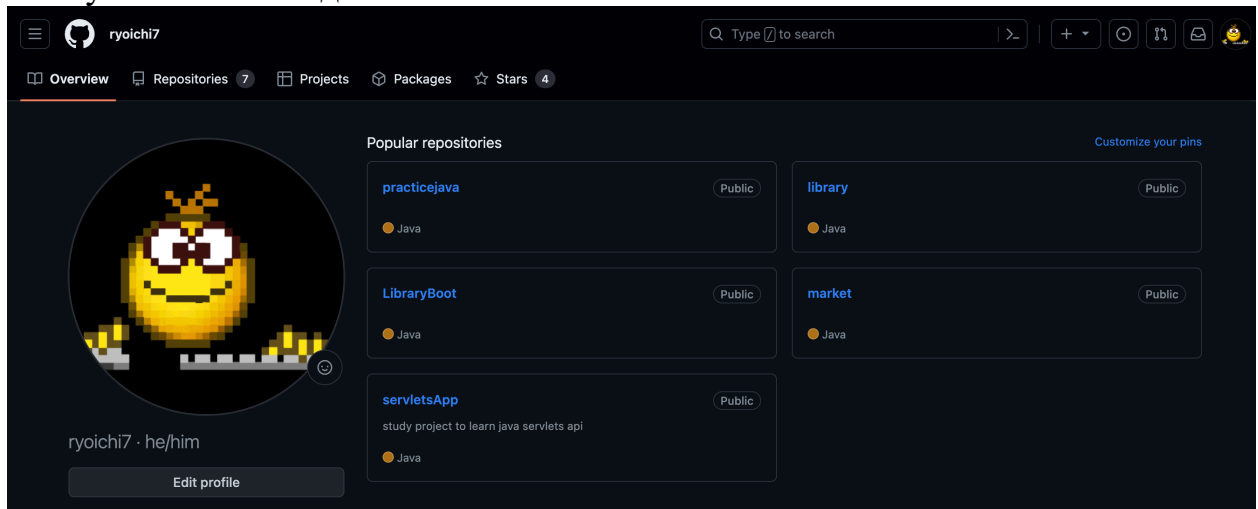 ryoichi7
Type / to search
Overview
Repositories 7
Projects
Packages
Stars 4
Popular repositories
Customize your pins
practicejava
Public
Java
library
Public
Java
LibraryBoot
Public
Java
market
Public
Java
servletsApp
Public
study project to learn java servlets api
Java
ryoichi7 · he/him
Edit profile